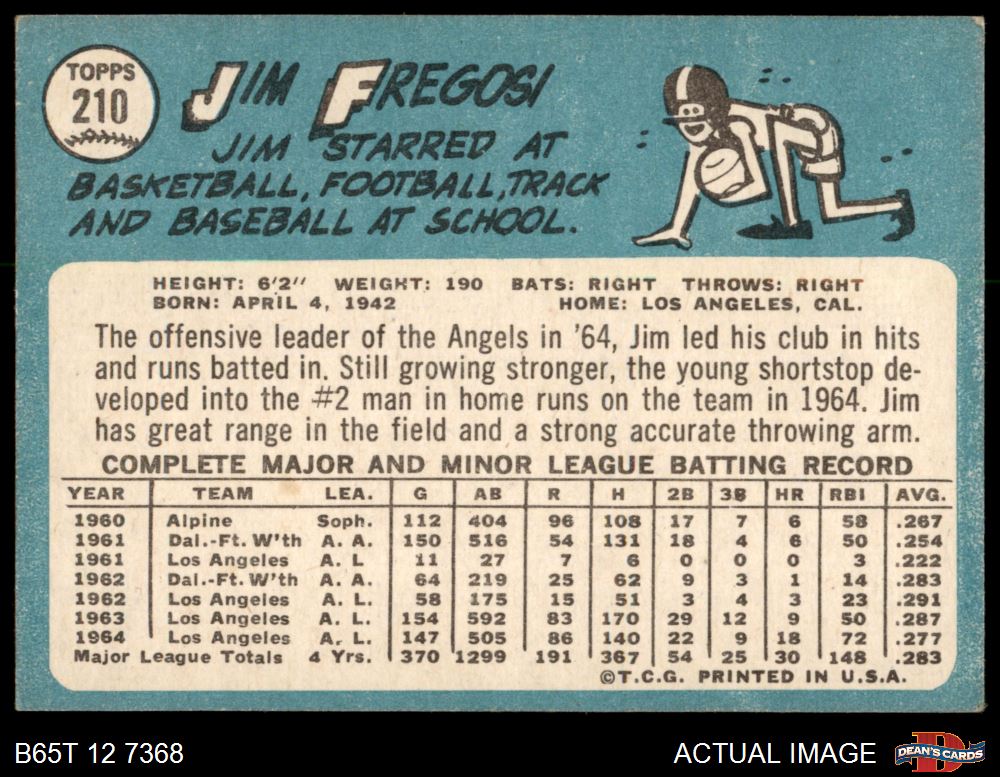 TOPPS
210
JIM FREGOSI
JIM STARRED AT
BASKETBALL, FOOTBALL, TRACK
AND BASEBALL AT SCHOOL.
HEIGHT: 6'2" WEIGHT: 190 BATS: RIGHT THROWS: RIGHT
BORN: APRIL 4, 1942 HOME: LOS ANGELES, CAL.
The offensive leader of the Angels in '64, Jim led his club in hits
and runs batted in. Still growing stronger, the young shortstop de-
veloped into the #2 man in home runs on the team in 1964. Jim
has great range in the field and a strong accurate throwing arm.
COMPLETE MAJOR AND MINOR LEAGUE BATTING RECORD
YEAR TEAM LEA. G AB R H 2B 3B HR RBI AVG.
1960 Alpine Soph. 112 404 96 108 17 7 6 58 .267
1961 Dal.-Ft. W'th A. A. 150 516 54 131 18 4 6 50 .254
1961 Los Angeles A. L 11 27 7 6 0 0 0 3 .222
1962 Dal.-Ft. W'th A. A. 64 219 25 62 9 3 1 14 .283
1962 Los Angeles A. L. 58 175 15 51 3 4 3 23 .291
1963 Los Angeles A. L. 154 592 83 170 29 12 9 50 .287
1964 Los Angeles A. L. 147 505 86 140 22 9 18 72 .277
Major League Totals 4 Yrs. 370 1299 191 367 54 25 30 148 .283
©T.C.G. PRINTED IN U.S.A.
B65T 12 7368 ACTUAL IMAGE DEAN'S CARDS